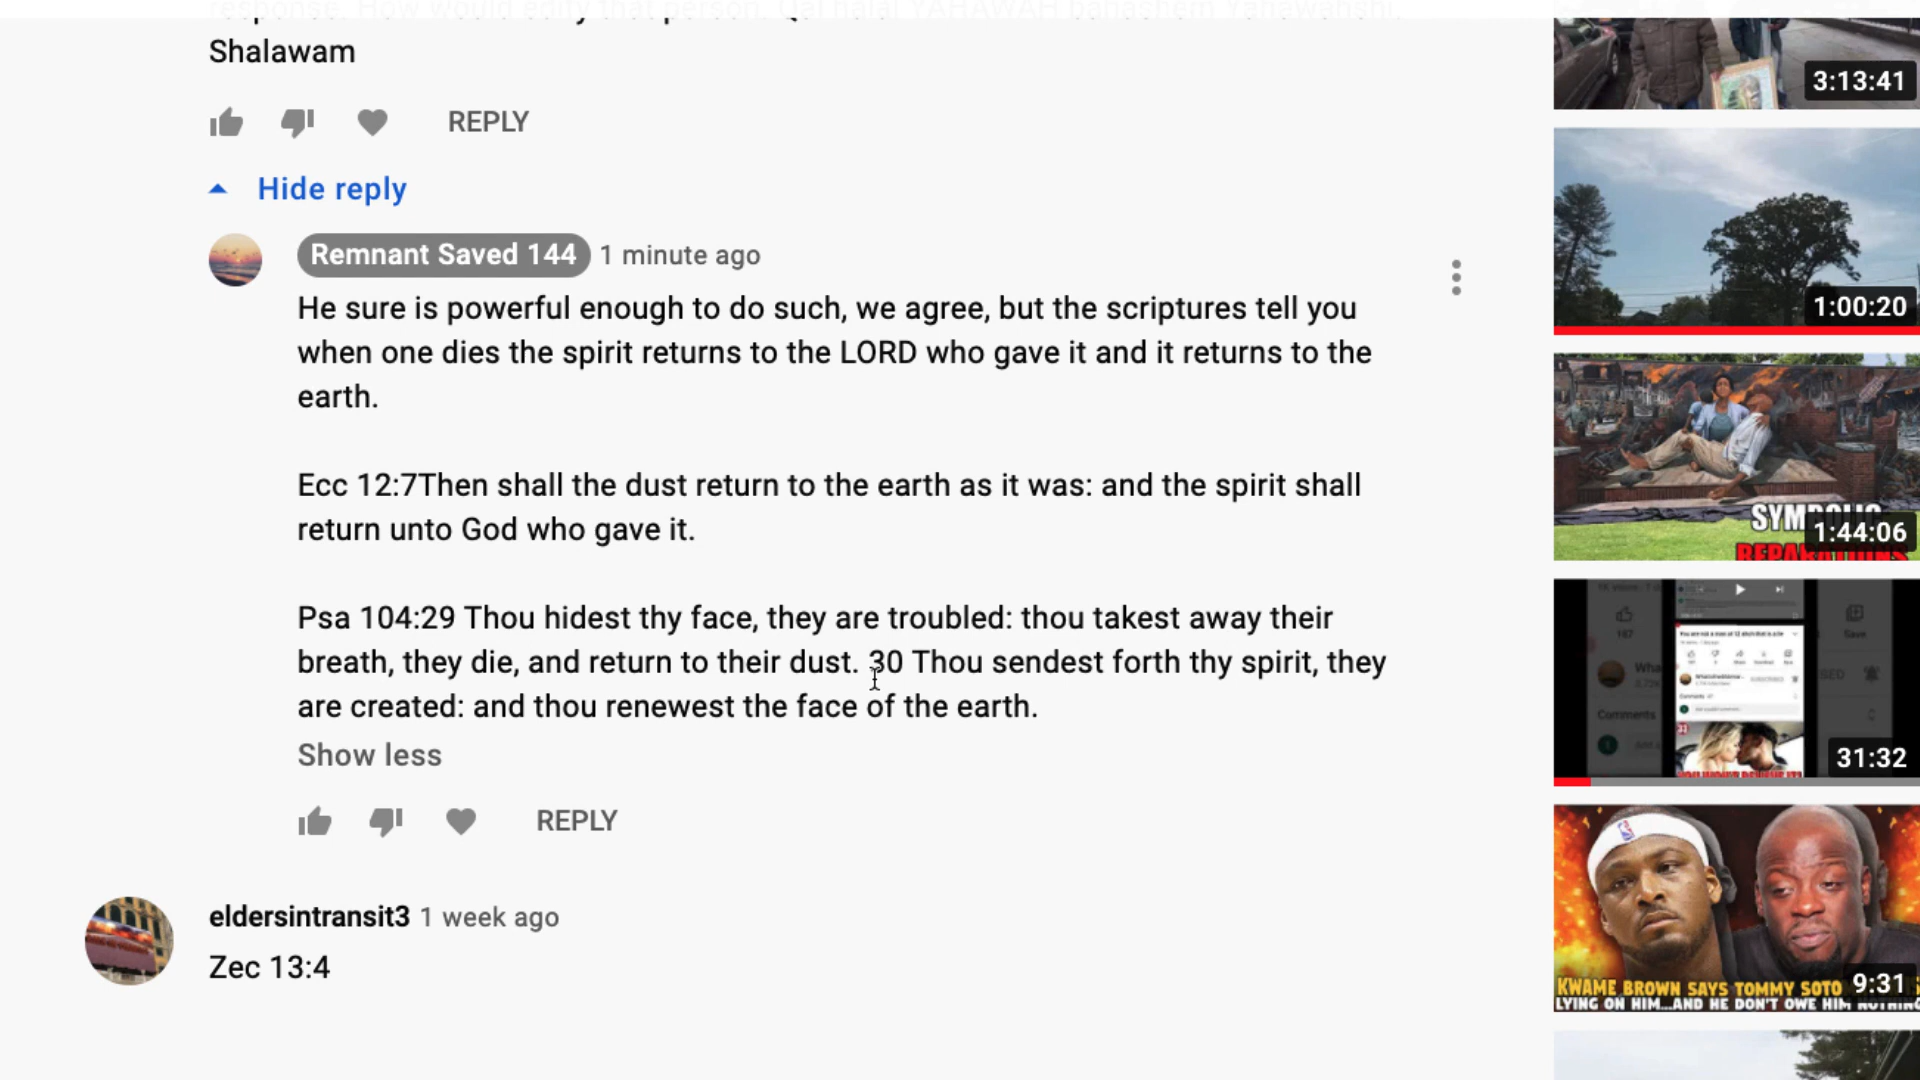 Shalawam
REPLY
Hide reply
Remnant Saved 144 1 minute ago
He sure is powerful enough to do such, we agree, but the scriptures tell you
when one dies the spirit returns to the LORD who gave it and it returns to the
earth.
Ecc 12:7Then shall the dust return to the earth as it was: and the spirit shall
return unto God who gave it.
Psa 104:29 Thou hidest thy face, they are troubled: thou takest away their
breath, they die, and return to their dust. 30 Thou sendest forth thy spirit, they
are created: and thou renewest the face of the earth.
Show less
REPLY
eldersintransit3 1 week ago
Zec 13:4
3:13:41
1:00:20
1:44:06
REPARATIONS
187
Save
Comments
31:32
KWAME BROWN SAYS TOMMY SOTO
LYING ON HIM...AND HE DON'T OWE HIM NOTHING
9:31